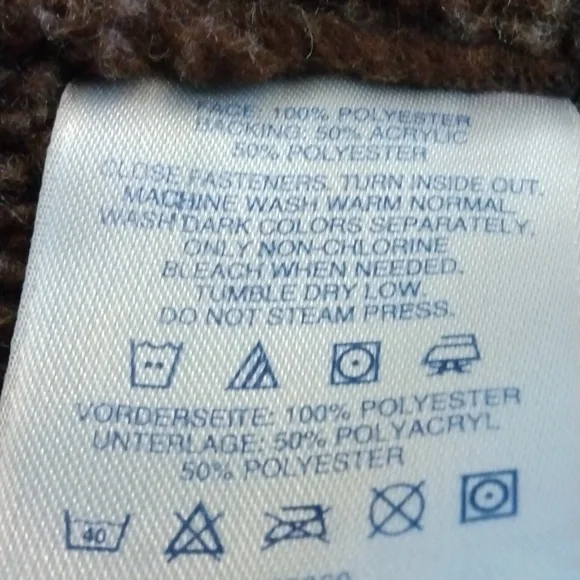 FACE: 100% POLYESTER
BACKING: 50% ACRYLIC
50% POLYESTER
CLOSE FASTENERS. TURN INSIDE OUT.
MACHINE WASH WARM NORMAL
WASH DARK COLORS SEPARATELY.
ONLY NON-CHLORINE
BLEACH WHEN NEEDED.
TUMBLE DRY LOW.
DO NOT STEAM PRESS.
VORDERSEITE: 100% POLYESTER
UNTERLAGE: 50% POLYACRYL
50% POLYESTER
40